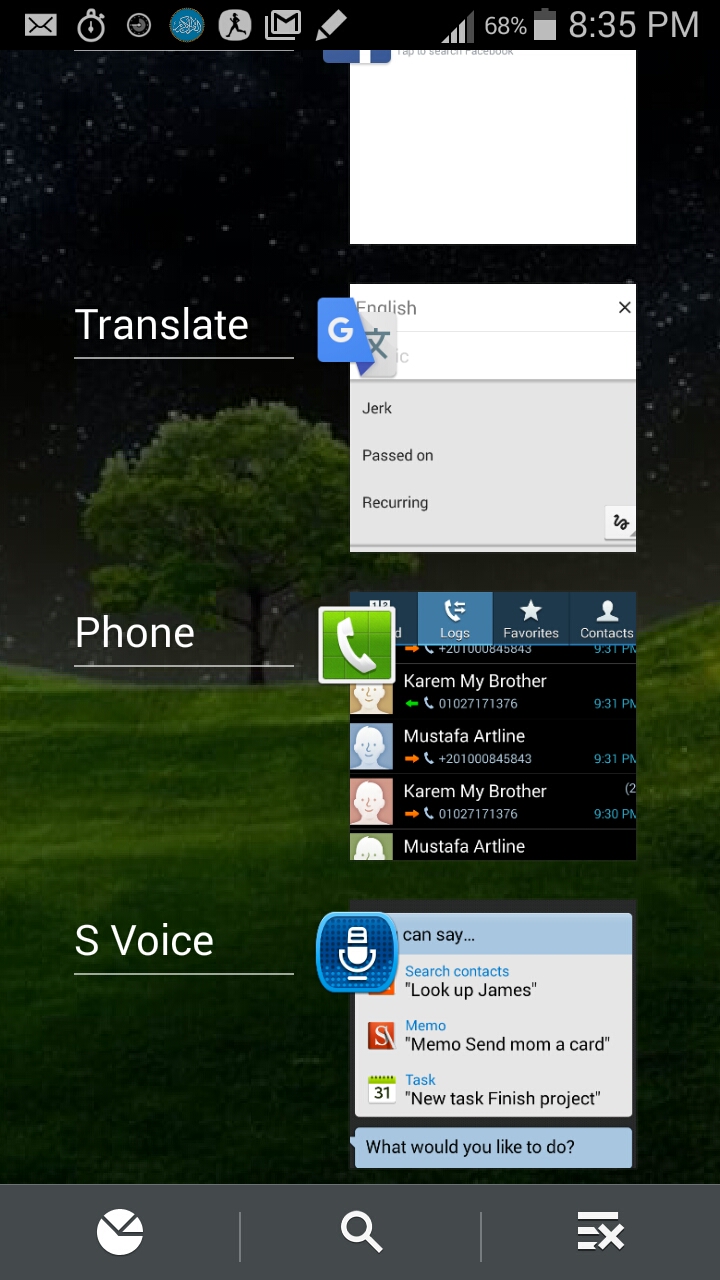 68% 8:35 PM
Tap to search Facebook
Translate
English
ic
Jerk
Passed on
Recurring
Phone
d Logs Favorites Contacts
+201000845843 9:31 PM
Karem My Brother
01027171376 9:31 PM
Mustafa Artline
+201000845843 9:31 PM
Karem My Brother (2
01027171376 9:30 PM
Mustafa Artline
S Voice
can say...
Search contacts
"Look up James"
Memo
"Memo Send mom a card"
Task
31 "New task Finish project"
What would you like to do?